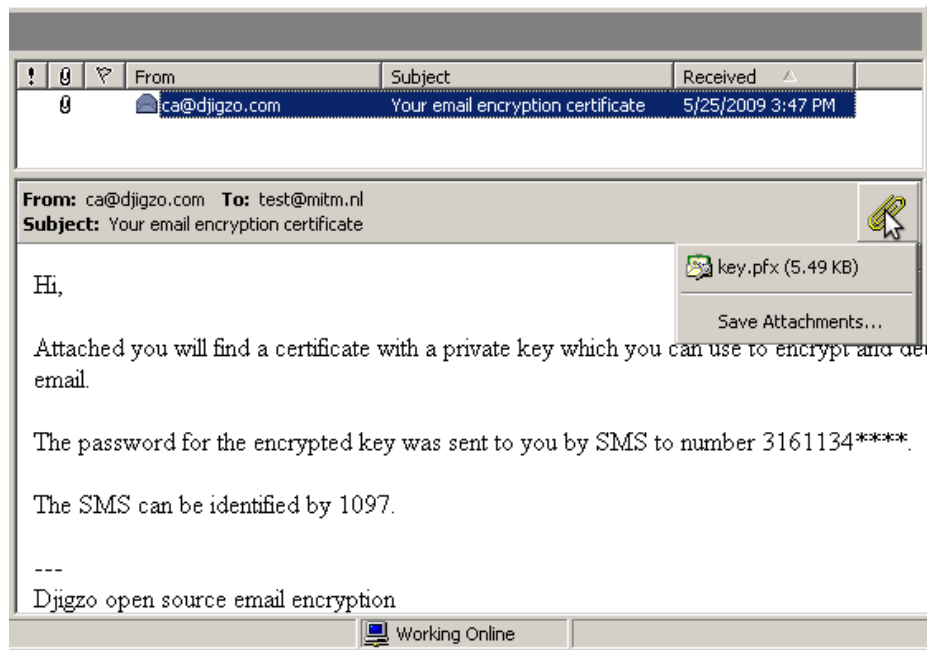 ! From Subject Received
ca@djigzo.com Your email encryption certificate 5/25/2009 3:47 PM
From: ca@djigzo.com To: test@mitm.nl
Subject: Your email encryption certificate
key.pfx (5.49 KB)
Save Attachments...
Hi,
Attached you will find a certificate with a private key which you can use to encrypt and
email.
The password for the encrypted key was sent to you by SMS to number 3161134****.
The SMS can be identified by 1097.
---
Djigzo open source email encryption
Working Online